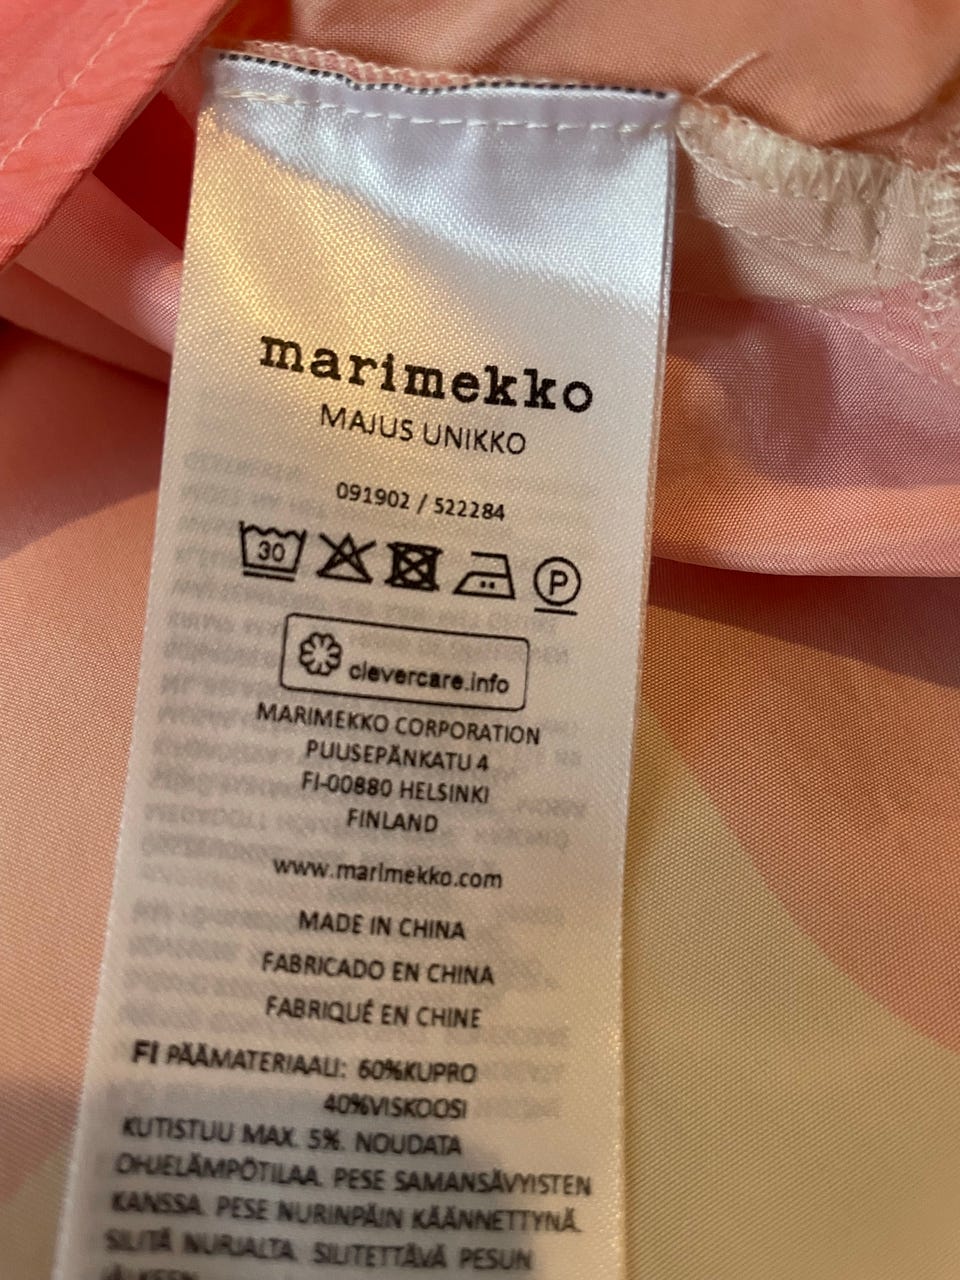 marimekko
MAJUS UNIKKO
091902 / 522284
30
P
clevercare.info
MARIMEKKO CORPORATION
PUUSEPÄNKATU 4
FI-00880 HELSINKI
FINLAND
www.marimekko.com
MADE IN CHINA
FABRICADO EN CHINA
FABRIQUÉ EN CHINE
FI PÄÄMATERIAALI: 60%KUPRO
40%VISKOOSI
KUTISTUU MAX. 5%. NOUDATA
OHJELÄMPÖTILAA. PESE SAMANSÄVYISTEN
KANSSA. PESE NURINPÄIN KÄÄNNETTYNÄ.
SILITÄ NURJALTA. SILITETTÄVÄ PESUN